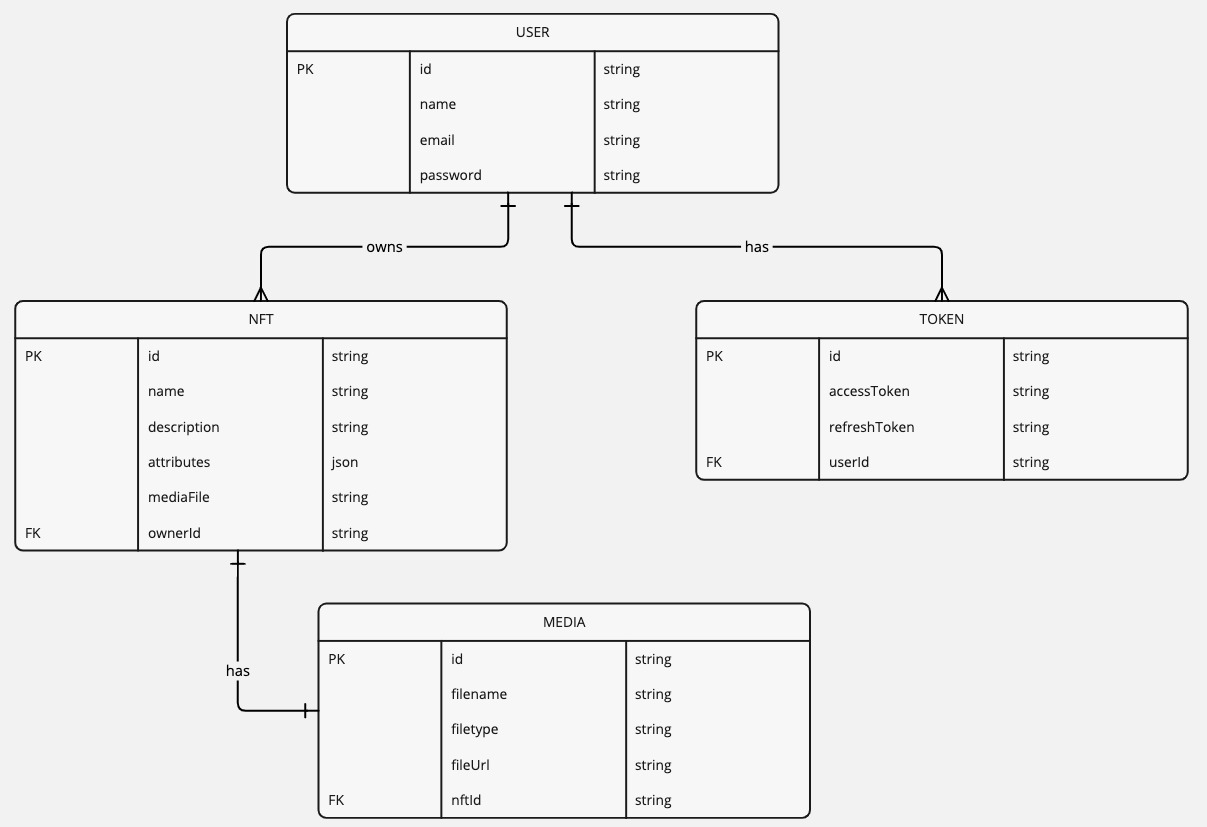 USER
PK id string
name string
email string
password string
owns
has
NFT
PK id string
name string
description string
attributes json
mediaFile string
FK ownerId string
TOKEN
PK id string
accessToken string
refreshToken string
FK userId string
has
MEDIA
PK id string
filename string
filetype string
fileUrl string
FK nftId string